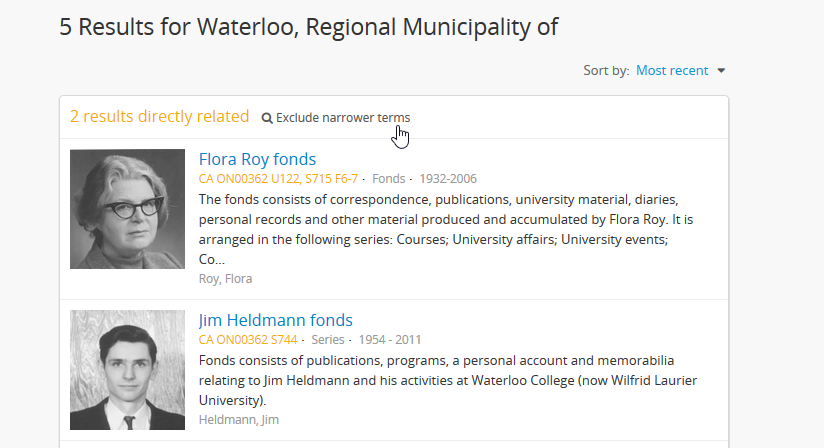 5 Results for Waterloo, Regional Municipality of
Sort by: Most recent
2 results directly related Exclude narrower terms
Flora Roy fonds
CA ON00362 U122, S715 F6-7 · Fonds · 1932-2006
The fonds consists of correspondence, publications, university material, diaries,
personal records and other material produced and accumulated by Flora Roy. It is
arranged in the following series: Courses; University affairs; University events;
Co...
Roy, Flora
Jim Heldmann fonds
CA ON00362 S744 · Series · 1954 - 2011
Fonds consists of publications, programs, a personal account and memorabilia
relating to Jim Heldmann and his activities at Waterloo College (now Wilfrid Laurier
University).
Heldmann, Jim